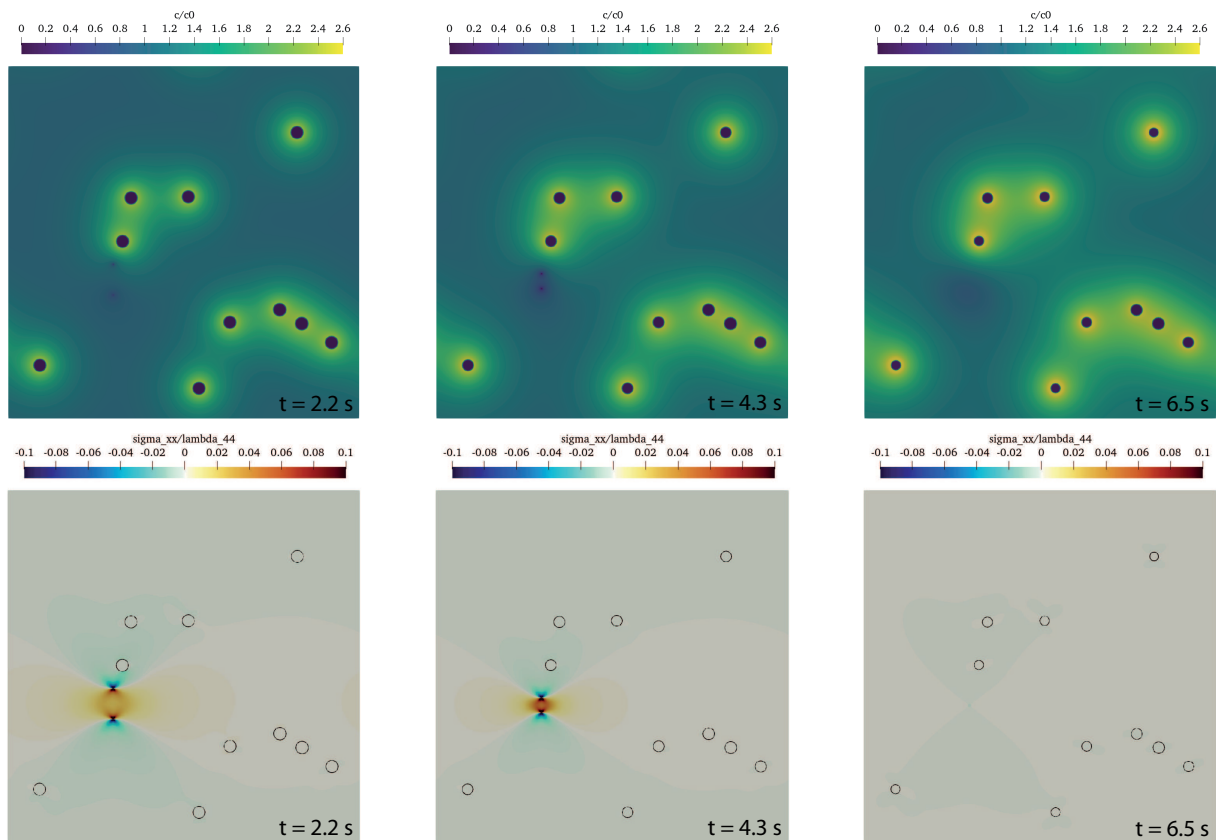 c/c0 c/c0 c/c0
0 0.2 0.4 0.6 0.8 1 1.2 1.4 1.6 1.8 2 2.2 2.4 2.6 0 0.2 0.4 0.6 0.8 1 1.2 1.4 1.6 1.8 2 2.2 2.4 2.6 0 0.2 0.4 0.6 0.8 1 1.2 1.4 1.6 1.8 2 2.2 2.4 2.6
t = 2.2 s t = 4.3 s t = 6.5 s
sigma_xx/lambda_44 sigma_xx/lambda_44 sigma_xx/lambda_44
-0.1 -0.08 -0.06 -0.04 -0.02 0 0.02 0.04 0.06 0.08 0.1 -0.1 -0.08 -0.06 -0.04 -0.02 0 0.02 0.04 0.06 0.08 0.1 -0.1 -0.08 -0.06 -0.04 -0.02 0 0.02 0.04 0.06 0.08 0.1
t = 2.2 s t = 4.3 s t = 6.5 s